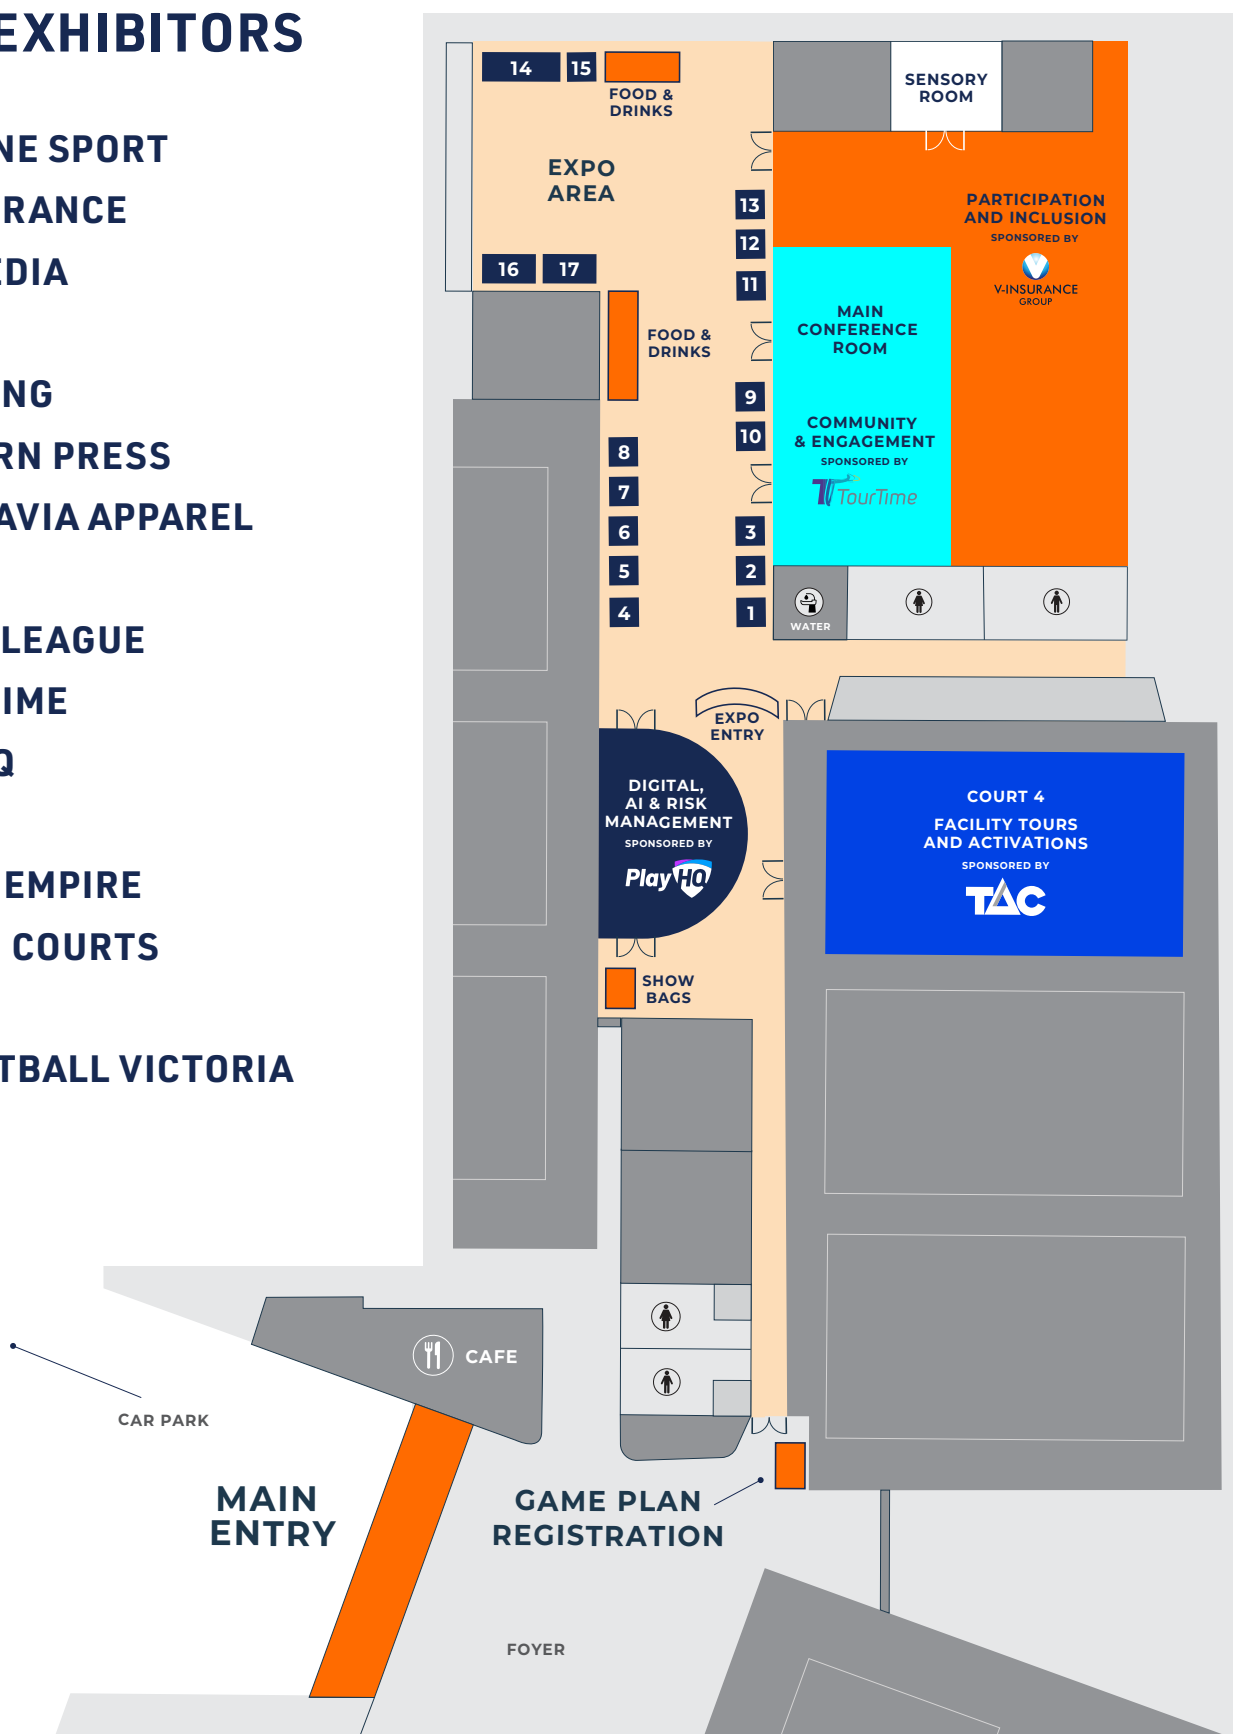 EXHIBITORS
NE SPORT
RANCE
EDIA
NG
RN PRESS
AVIA APPAREL
LEAGUE
IME
Q
EMPIRE
COURTS
TBALL VICTORIA
14
15
FOOD &
DRINKS
EXPO
AREA
16
17
SENSORY
ROOM
13
12
11
PARTICIPATION
AND INCLUSION
SPONSORED BY
V-INSURANCE
GROUP
MAIN
CONFERENCE
ROOM
FOOD &
DRINKS
9
10
COMMUNITY
& ENGAGEMENT
SPONSORED BY
TourTime
8
7
6
5
4
3
2
1
WATER
EXPO
ENTRY
DIGITAL,
AI & RISK
MANAGEMENT
SPONSORED BY
PlayHQ
COURT 4
FACILITY TOURS
AND ACTIVATIONS
SPONSORED BY
TAC
SHOW
BAGS
CAFE
CAR PARK
MAIN
ENTRY
GAME PLAN
REGISTRATION
FOYER